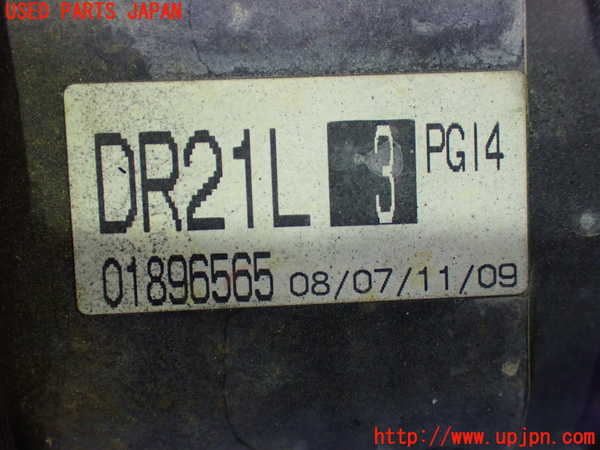 USED PARTS JAPAN
DR21L 3 PG14
01896565 08/07/11/09
http://www.upjpn.com